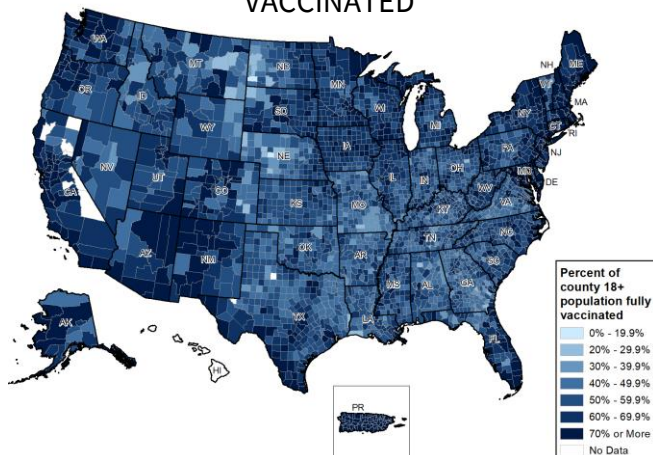 VACCINATED
WA
MT
ND
MN
OR
ID
SD
WI
MI
NH
ME
VT
NY
MA
CT
RI
WY
IA
NE
PA
NJ
NV
UT
CO
IL
IN
OH
MD
DE
CA
KS
MO
WV
VA
KY
AZ
NM
OK
AR
TN
NC
SC
MS
AL
GA
TX
LA
FL
AK
HI
PR
Percent of
county 18+
population fully
vaccinated
0% - 19.9%
20% - 29.9%
30% - 39.9%
40% - 49.9%
50% - 59.9%
60% - 69.9%
70% or More
No Data